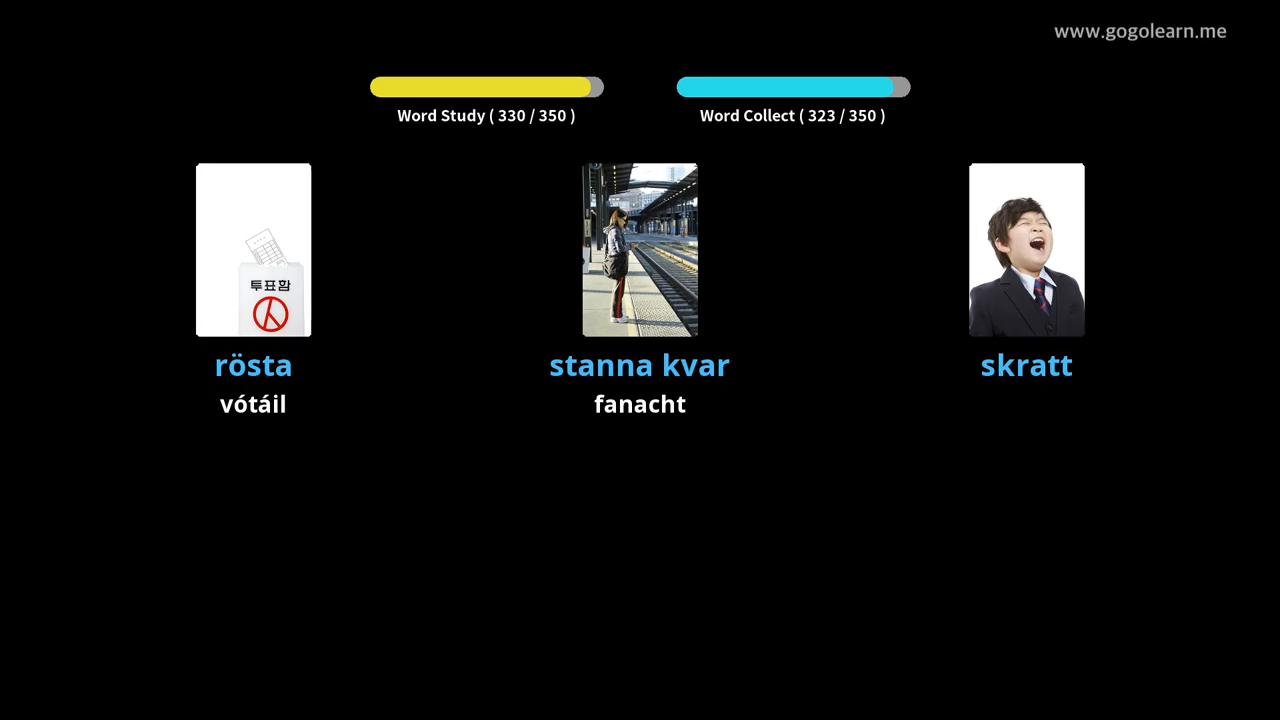 www.gogolearn.me
Word Study ( 330 / 350 )
Word Collect ( 323 / 350 )
투표함
rösta
stanna kvar
skratt
vótáil
fanacht